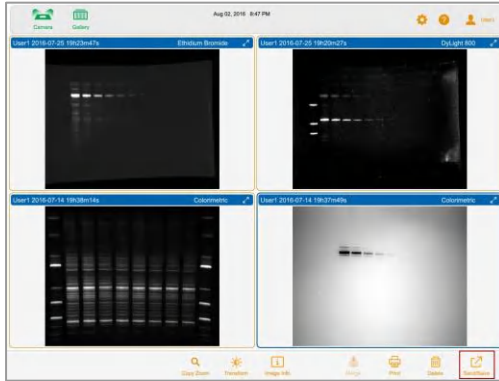 Aug 02, 2016 8:47 PM
Camera
Gallery
User1
User1 2016-07-25 19h23m47s Ethidium Bromide
User1 2016-07-25 19h20m27s DyLight 800
User1 2016-07-14 19h38m14s Colorimetric
User1 2016-07-14 19h37m49s Colorimetric
Copy Zoom
Transform
Image Info
Merge
Print
Delete
Send/Save